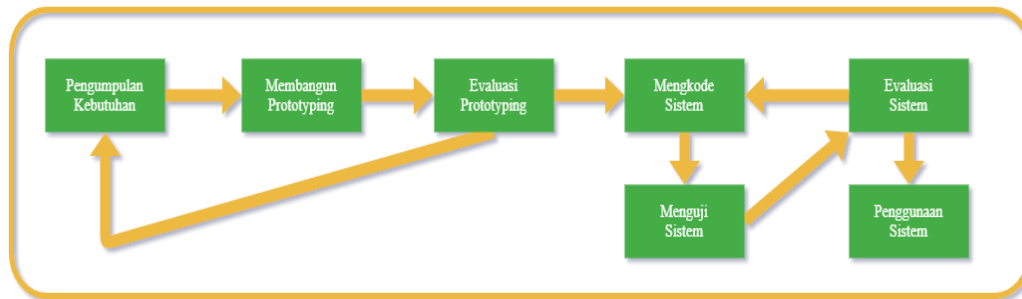 Pengumpulan
Kebutuhan
Membangun
Prototyping
Evaluasi
Prototyping
Mengkode
Sistem
Evaluasi
Sistem
Menguji
Sistem
Penggunaan
Sistem